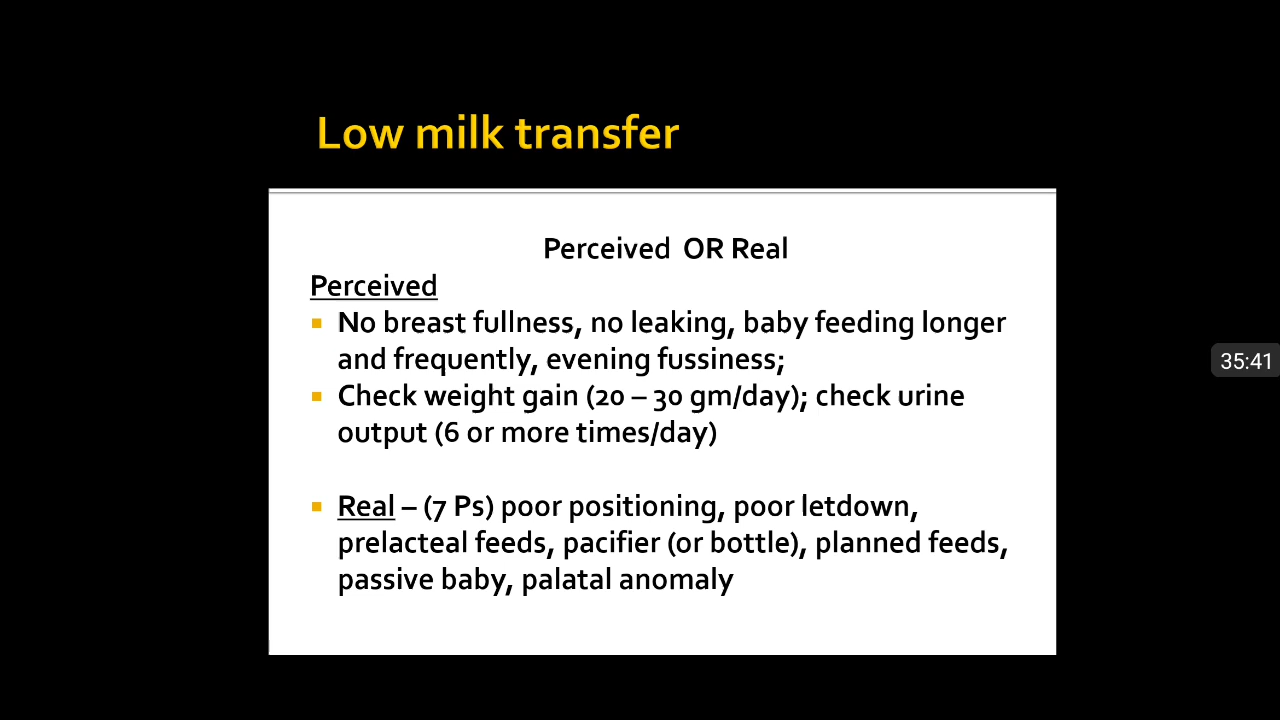 Low milk transfer
Perceived OR Real
Perceived
No breast fullness, no leaking, baby feeding longer
and frequently, evening fussiness;
Check weight gain (20 – 30 gm/day); check urine
output (6 or more times/day)
35:41
Real – (7 Ps) poor positioning, poor letdown,
prelacteal feeds, pacifier (or bottle), planned feeds,
passive baby, palatal anomaly